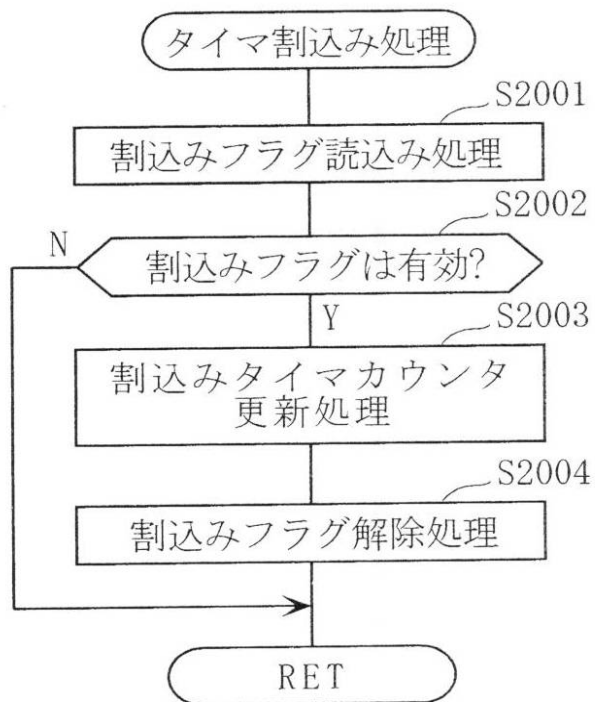 タイマ割込み処理
S2001
割込みフラグ読込み処理
S2002
N
割込みフラグは有効?
Y
S2003
割込みタイマカウンタ
更新処理
S2004
割込みフラグ解除処理
RET